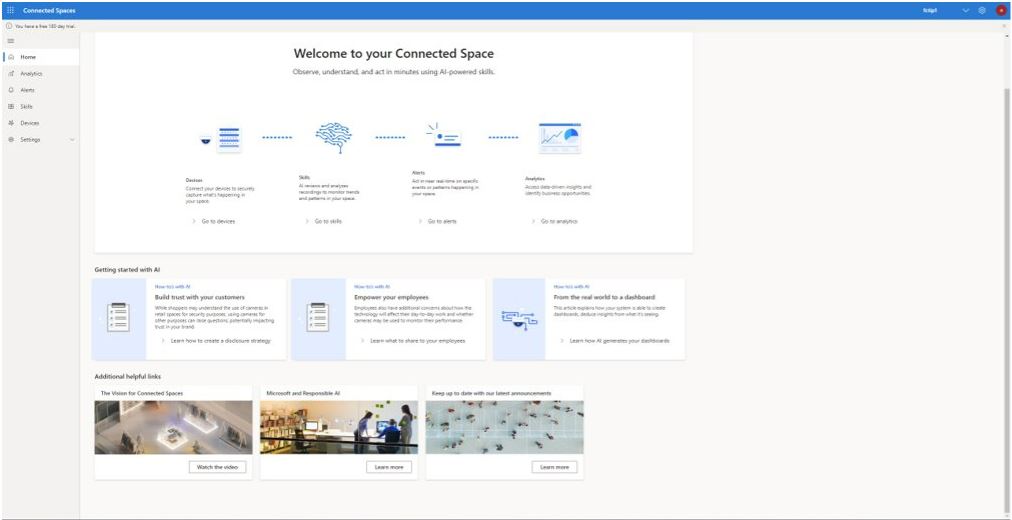 Connected Spaces
You have a free 180 day trial.
Home
Analytics
Alerts
Skills
Devices
Settings
Welcome to your Connected Space
Observe, understand, and act in minutes using AI-powered skills.
Devices
Connect your devices to securely
capture what's happening in
your space.
Go to devices
Skills
AI reviews and analyzes
recordings to monitor trends
and patterns in your space.
Go to skills
Alerts
Act in near real-time on specific
events or patterns happening in
your space.
Go to alerts
Analytics
Access data-driven insights and
identify business opportunities.
Go to analytics
Getting started with AI
How-to's with AI
Build trust with your customers
While shoppers may understand the use of cameras in
retail spaces for security purposes, using cameras for
other purposes can raise questions, potentially impacting
trust in your brand.
Learn how to create a disclosure strategy
How-to's with AI
Empower your employees
Employees also have additional concerns about how the
technology will effect their day-to-day work and whether
cameras may be used to monitor their performance.
Learn what to share to your employees
How-to's with AI
From the real world to a dashboard
This article explains how your system is able to create
dashboards, deduce insights from what it's seeing.
Learn how AI generates your dashboards
Additional helpful links
The Vision for Connected Spaces
Watch the video
Microsoft and Responsible AI
Learn more
Keep up to date with our latest announcements
Learn more